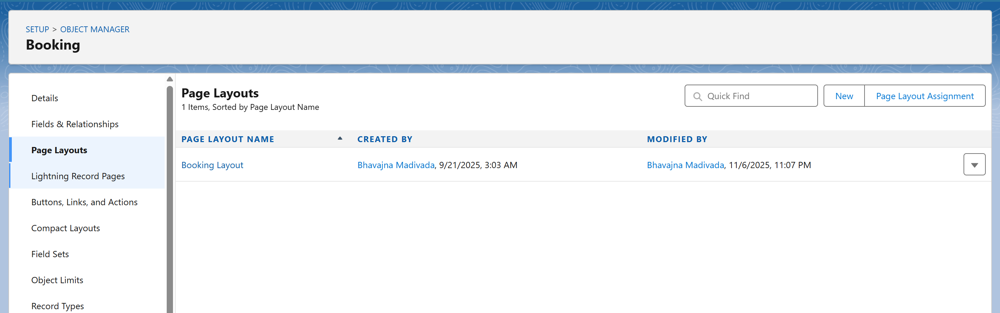 SETUP > OBJECT MANAGER
Booking
Details
Fields & Relationships
Page Layouts
Lightning Record Pages
Buttons, Links, and Actions
Compact Layouts
Field Sets
Object Limits
Record Types
Page Layouts
1 Items, Sorted by Page Layout Name
Quick Find
New
Page Layout Assignment
PAGE LAYOUT NAME CREATED BY MODIFIED BY
Booking Layout Bhavajna Madivada, 9/21/2025, 3:03 AM Bhavajna Madivada, 11/6/2025, 11:07 PM